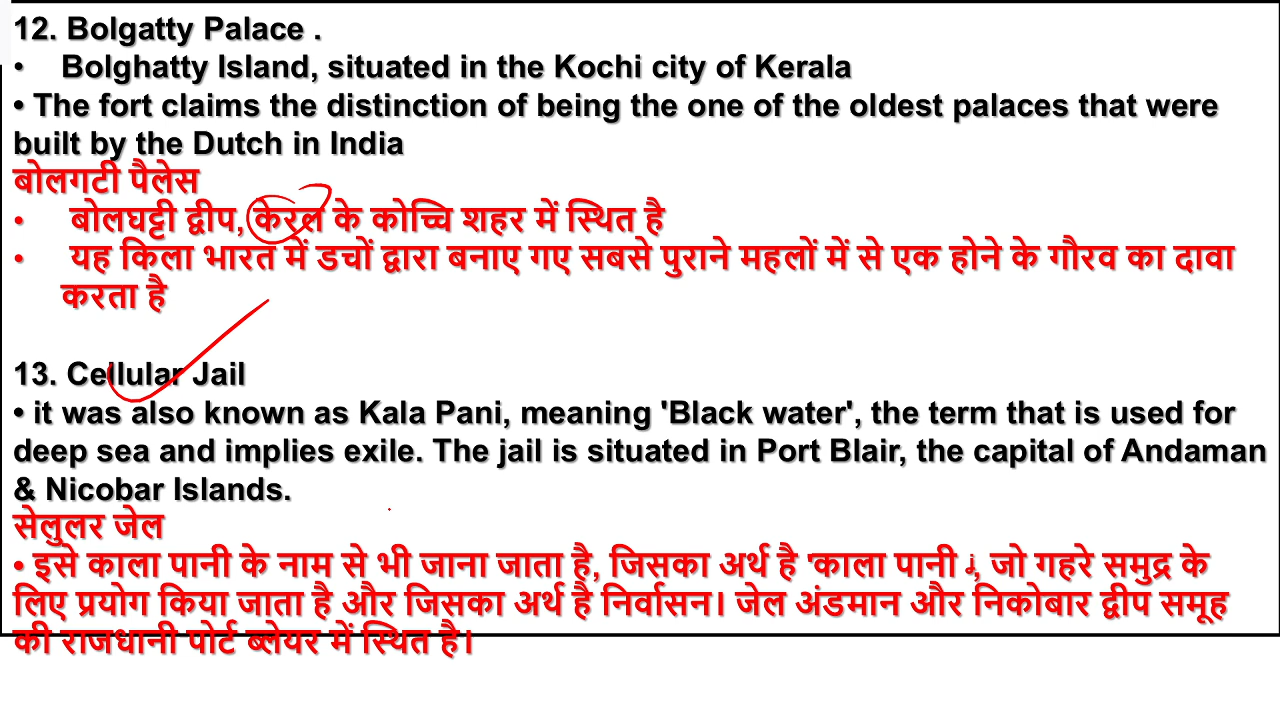 12. Bolgatty Palace .
• Bolghatty Island, situated in the Kochi city of Kerala
• The fort claims the distinction of being the one of the oldest palaces that were
built by the Dutch in India
बोलगटी पैलेस
• बोलघट्टी द्वीप, केरल के कोच्चि शहर में स्थित है
• यह किला भारत में डचों द्वारा बनाए गए सबसे पुराने महलों में से एक होने के गौरव का दावा
करता है
13. Cellular Jail
• it was also known as Kala Pani, meaning 'Black water', the term that is used for
deep sea and implies exile. The jail is situated in Port Blair, the capital of Andaman
& Nicobar Islands.
सेलुलर जेल
• इसे काला पानी के नाम से भी जाना जाता है, जिसका अर्थ है 'काला पानी , जो गहरे समुद्र के
लिए प्रयोग किया जाता है और जिसका अर्थ है निर्वासन। जेल अंडमान और निकोबार द्वीप समूह
की राजधानी पोर्ट ब्लेयर में स्थित है।